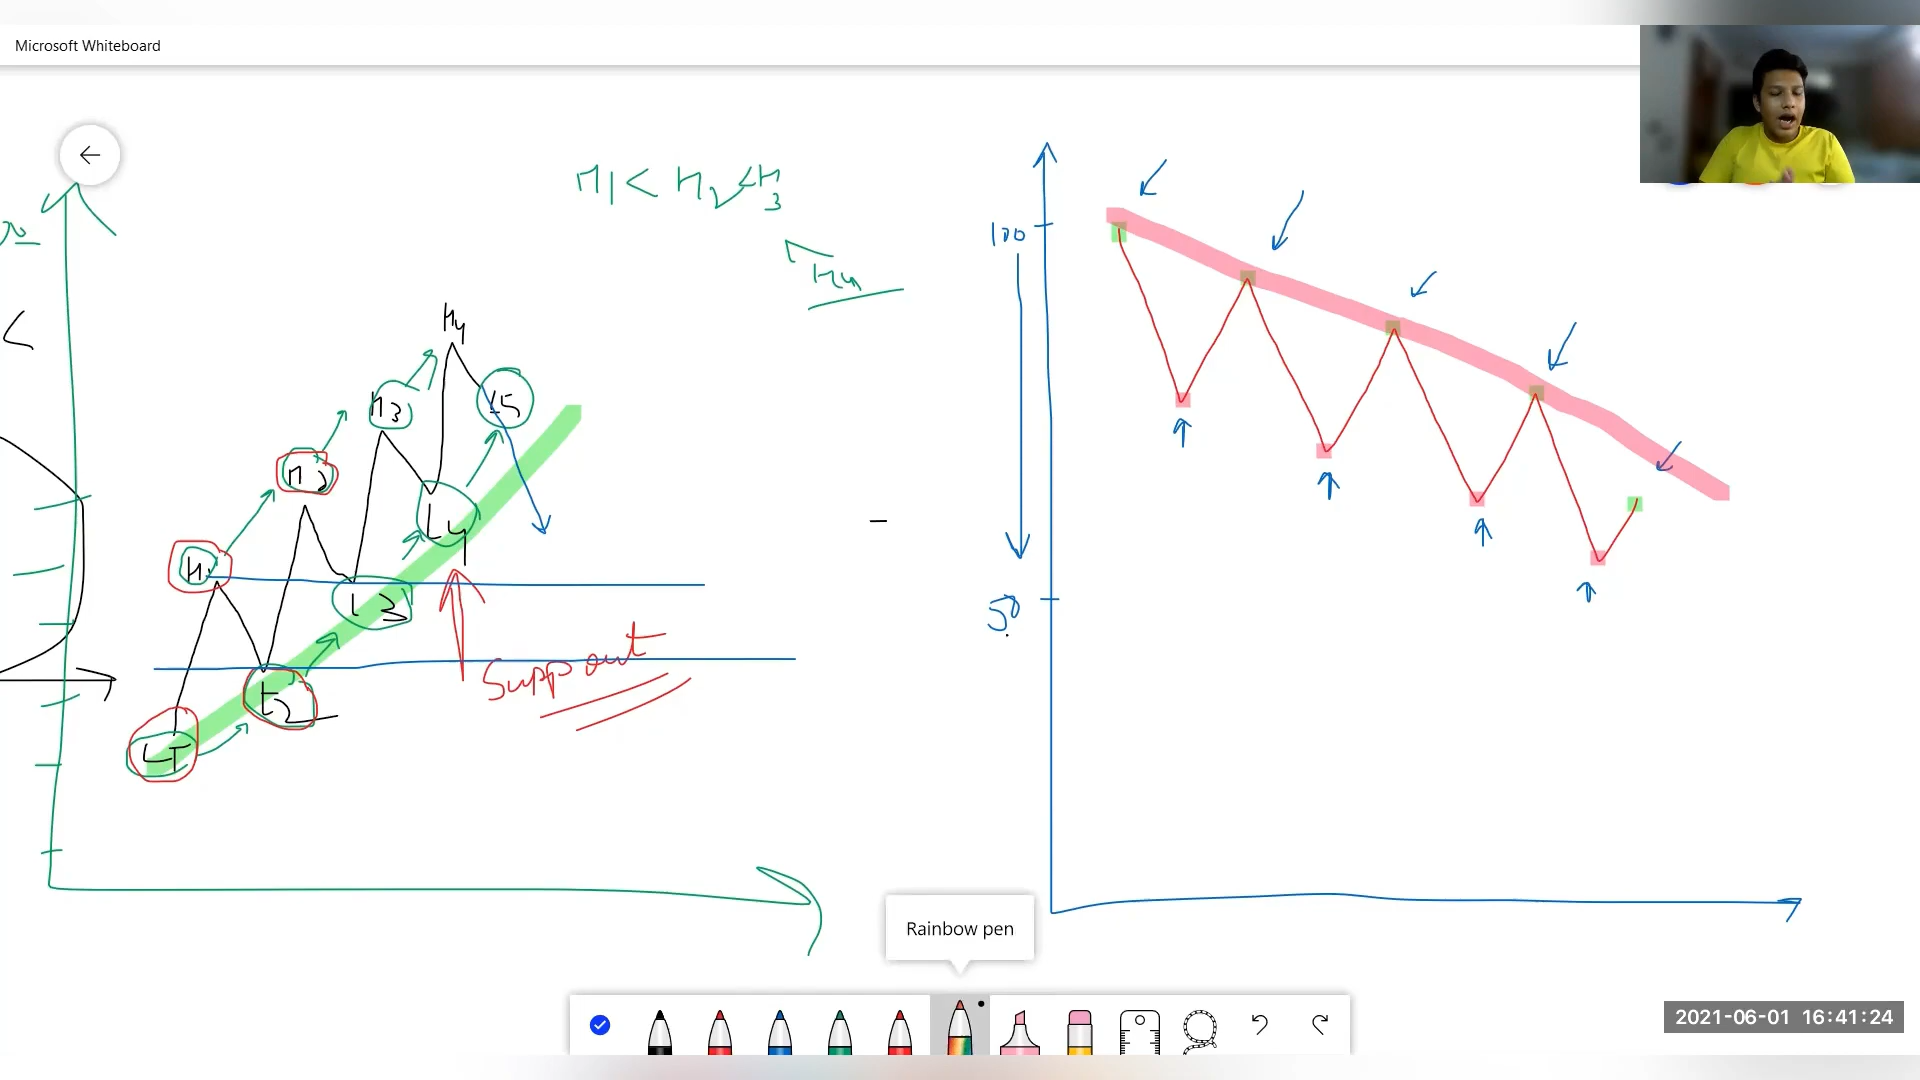 Microsoft Whiteboard
H1 < H2 < H3
H4
100
H4
H3
L5
H2
L4
H1
L3
50
Support
L2
L1
Rainbow pen
2021-06-01 16:41:24